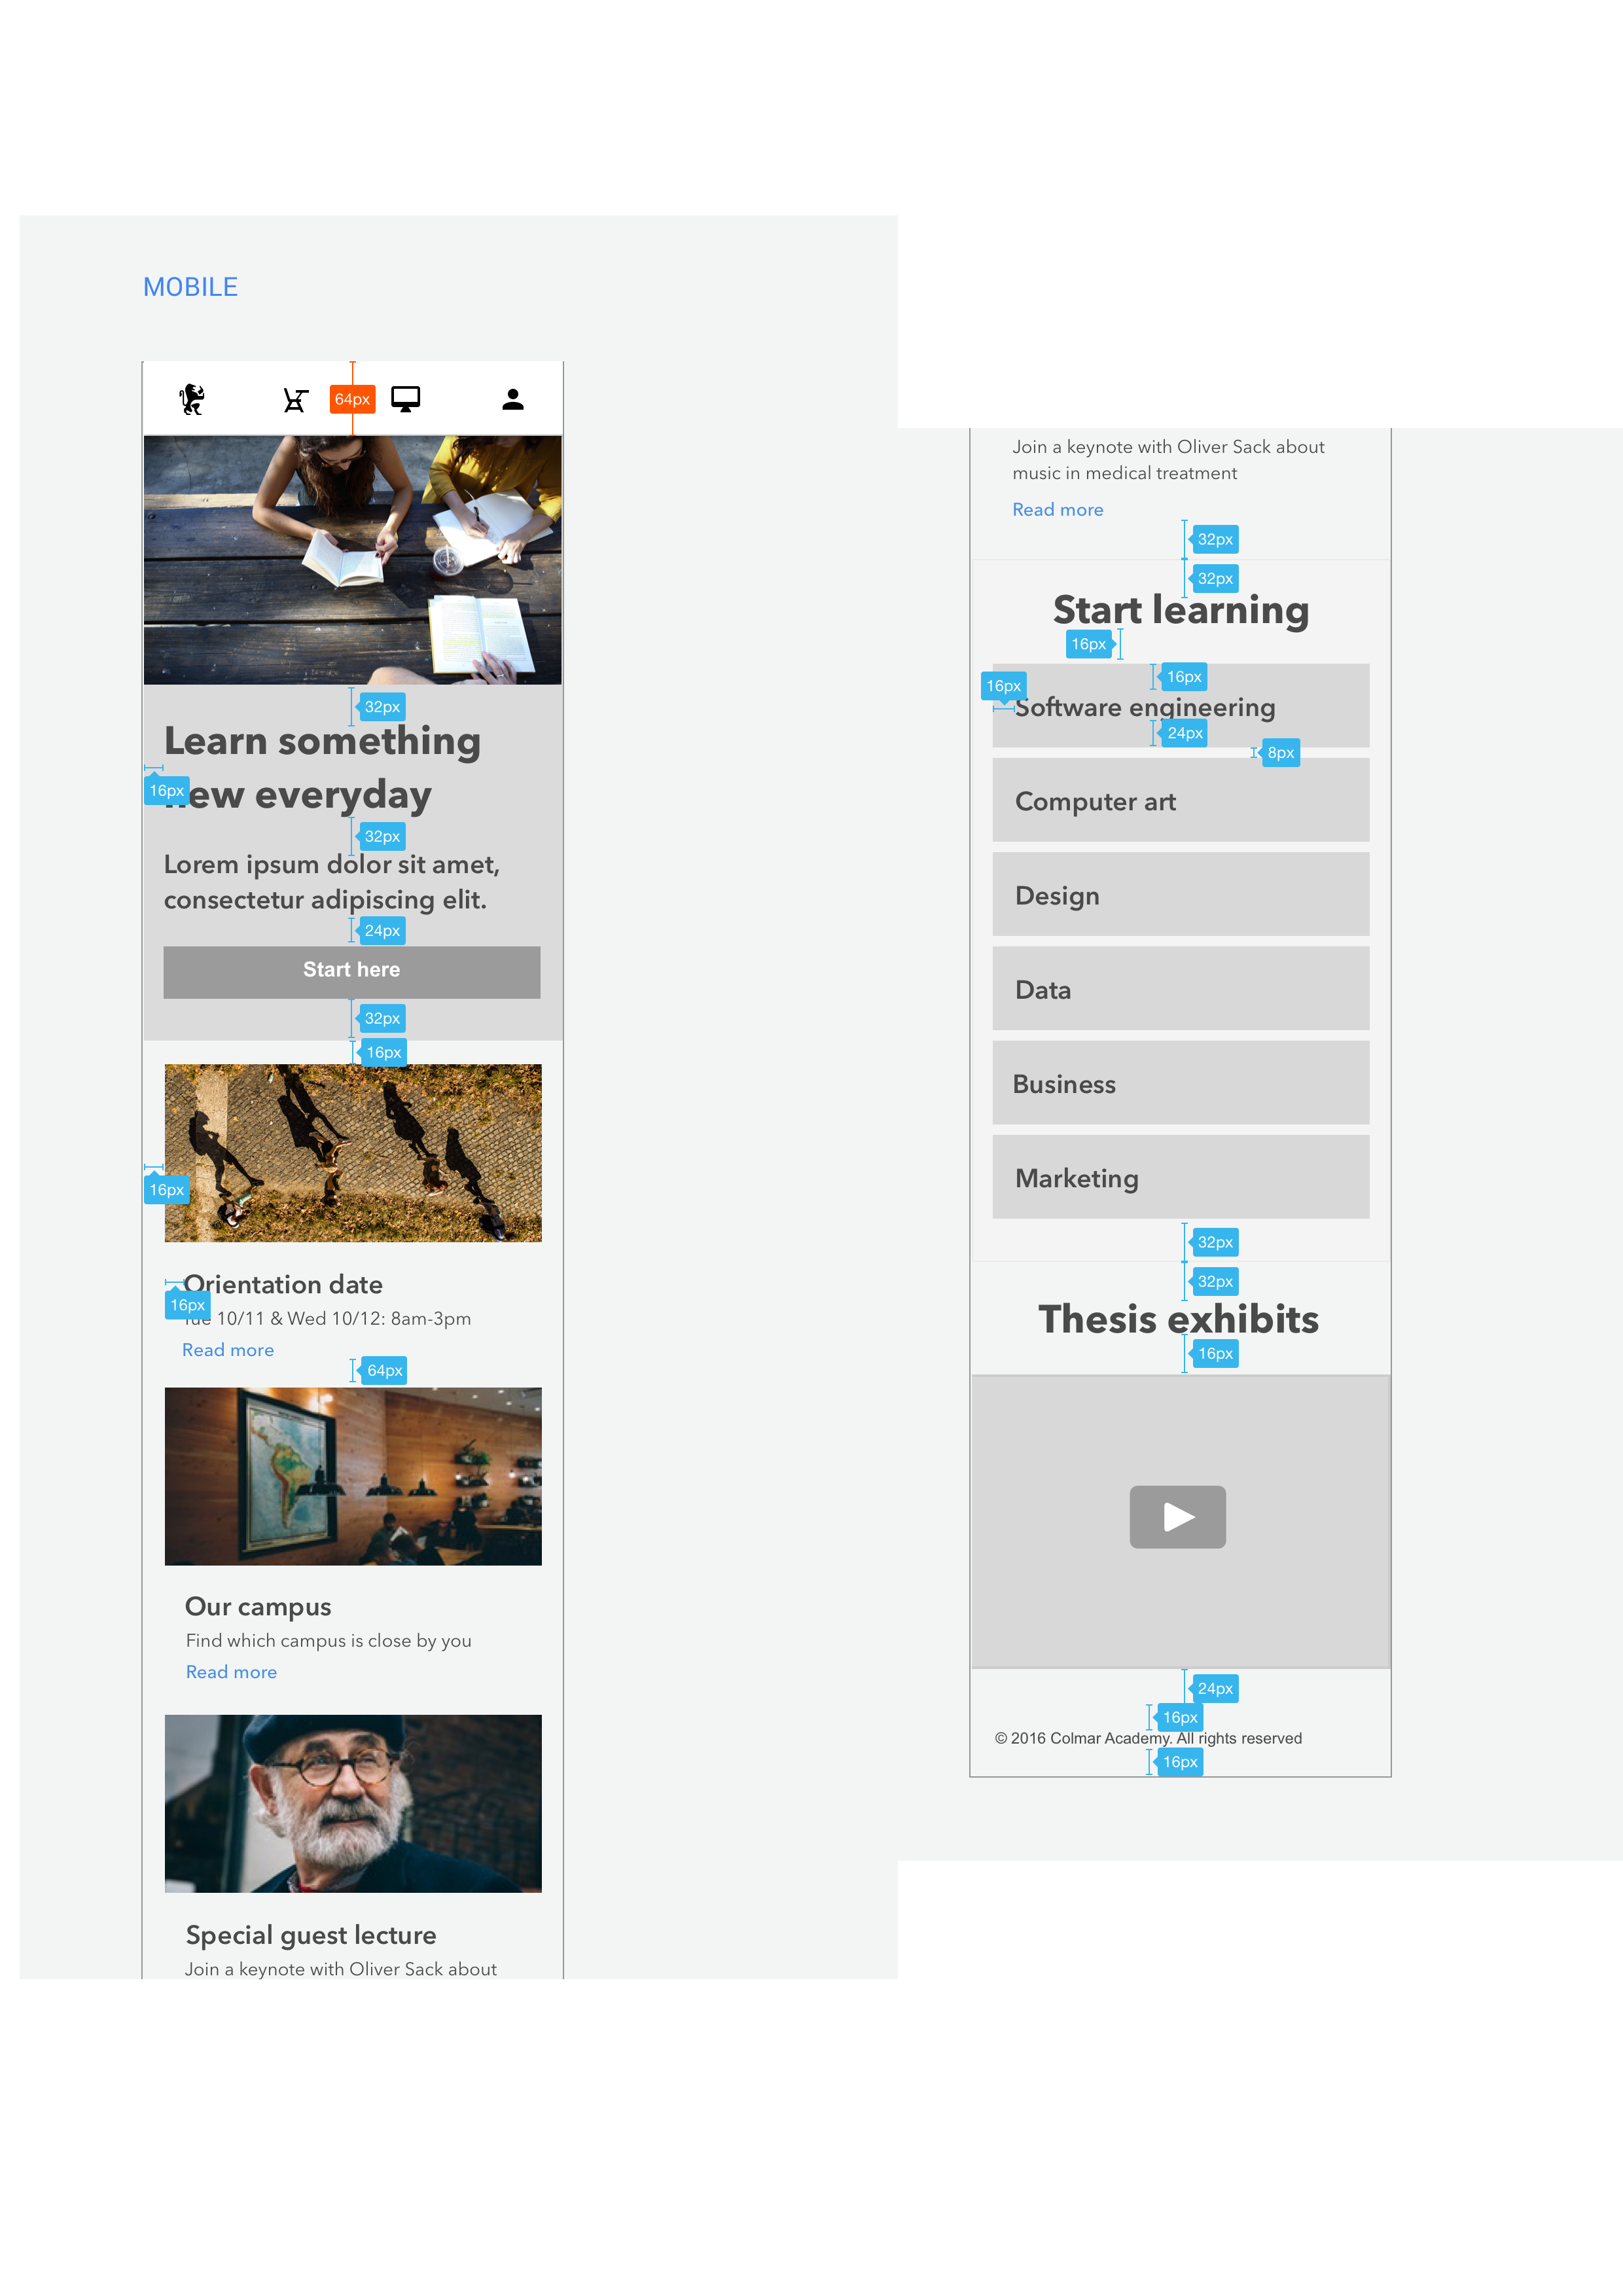 MOBILE
64px
32px
Learn something
new everyday
16px
32px
Lorem ipsum dolor sit amet,
consectetur adipiscing elit.
24px
Start here
32px
16px
16px
Orientation date
16px
Tue 10/11 & Wed 10/12: 8am-3pm
Read more
64px
Our campus
Find which campus is close by you
Read more
Special guest lecture
Join a keynote with Oliver Sack about
Join a keynote with Oliver Sack about
music in medical treatment
Read more
32px
32px
Start learning
16px
16px
16px
Software engineering
24px
8px
Computer art
Design
Data
Business
Marketing
32px
32px
Thesis exhibits
16px
24px
16px
© 2016 Colmar Academy. All rights reserved
16px